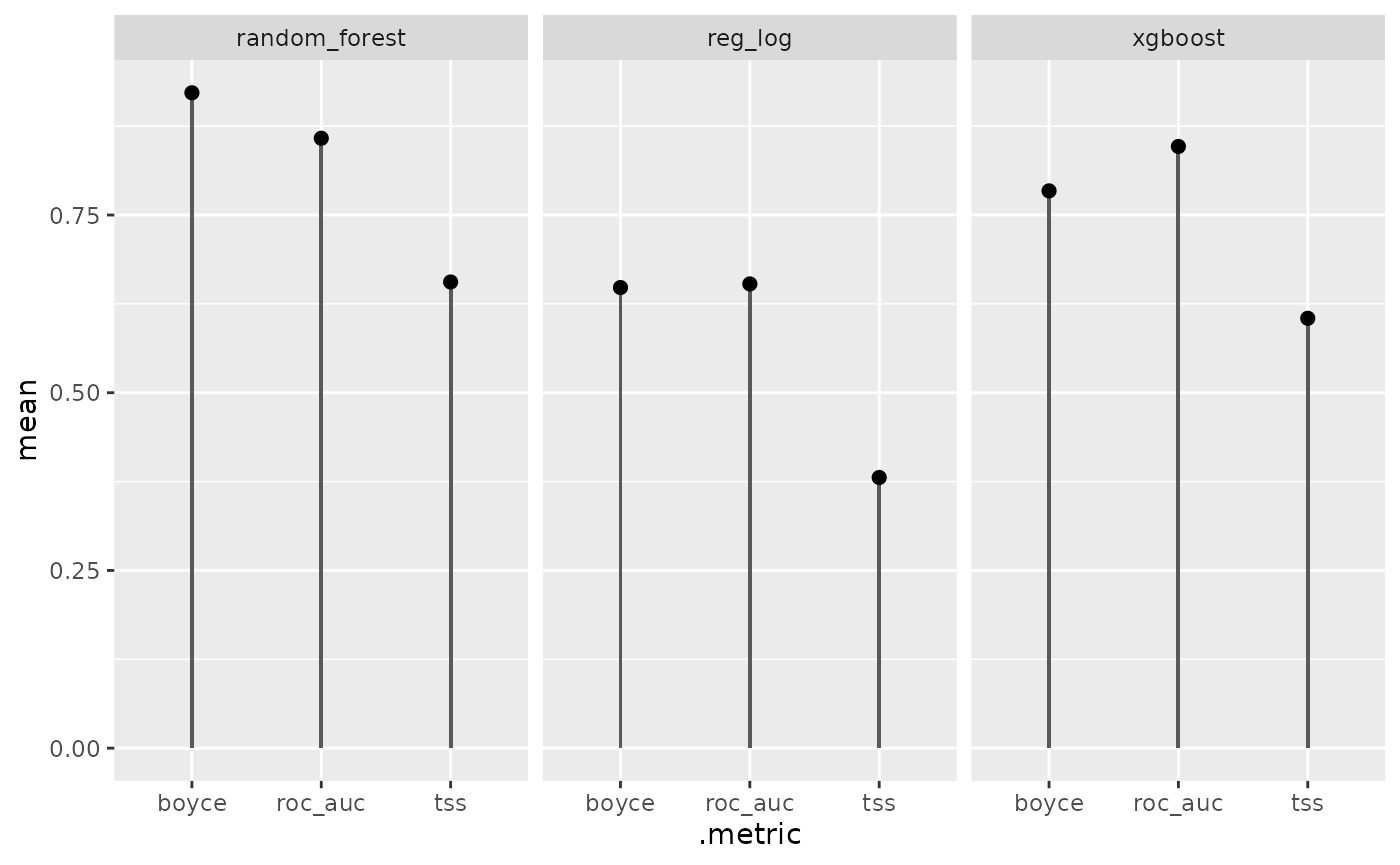 random_forest reg_log xgboost
mean
0.75
0.50
0.25
0.00
boyce roc_auc tss boyce roc_auc tss boyce roc_auc tss
.metric